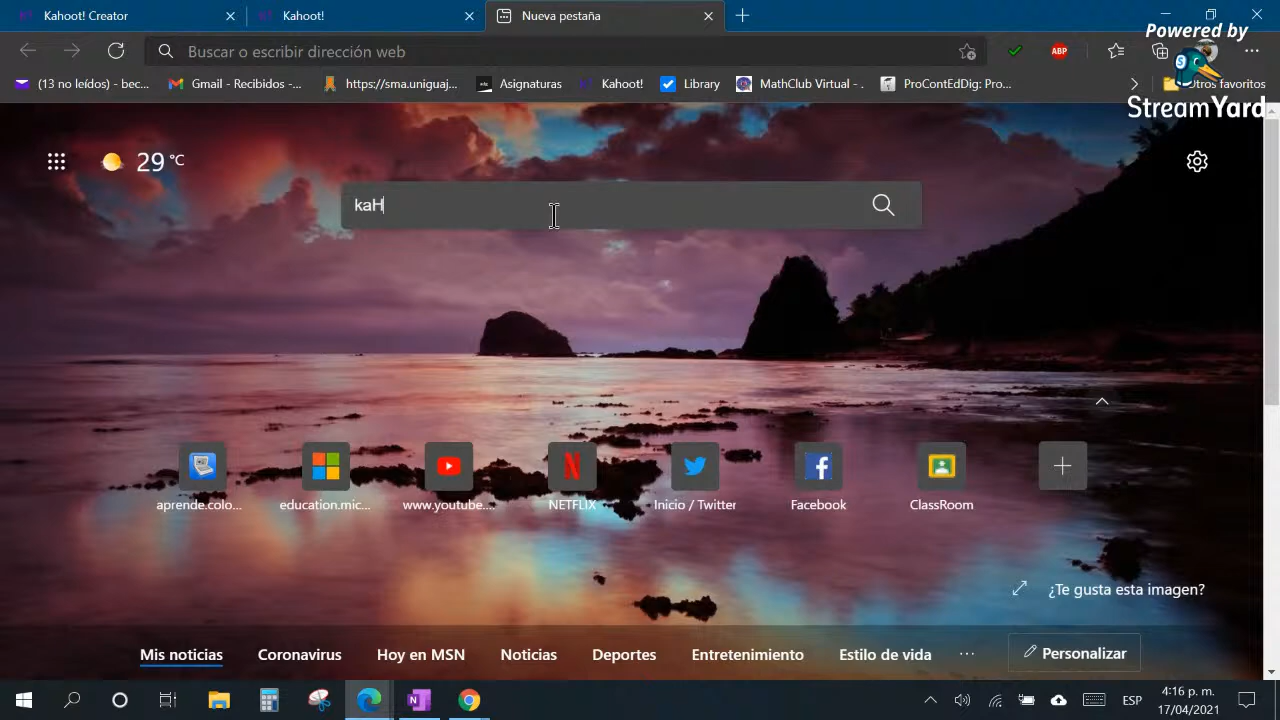 Kahoot! Creator
Kahoot!
Nueva pestaña
Buscar o escribir dirección web
ABP
Powered by
StreamYard
(13 no leídos) - bec...
Gmail - Recibidos -...
https://sma.uniguaj...
Asignaturas
Kahoot!
Library
MathClub Virtual - .
ProContEdDig: Pro...
Otros favoritos
29 °C
kaH
aprende.colo...
education.mic...
www.youtube....
NETFLIX
Inicio / Twitter
Facebook
ClassRoom
¿Te gusta esta imagen?
Mis noticias
Coronavirus
Hoy en MSN
Noticias
Deportes
Entretenimiento
Estilo de vida
...
Personalizar
ESP
4:16 p. m.
17/04/2021